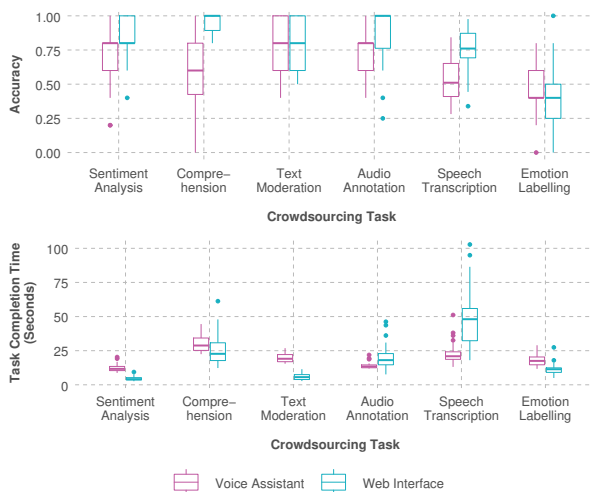 Accuracy
1.00
0.75
0.50
0.25
0.00
Sentiment Analysis
Compre–
hension
Text
Moderation
Audio
Annotation
Speech
Transcription
Emotion
Labelling
Crowdsourcing Task
Task Completion Time
(Seconds)
100
75
50
25
0
Sentiment
Analysis
Compre–
hension
Text
Moderation
Audio
Annotation
Speech
Transcription
Emotion
Labelling
Crowdsourcing Task
Voice Assistant
Web Interface